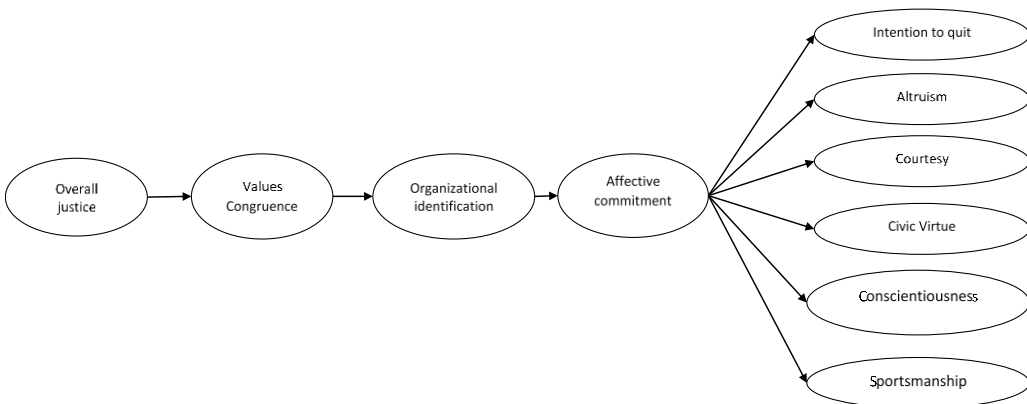 Overall
justice
Values
Congruence
Organizational
identification
Affective
commitment
Intention to quit
Altruism
Courtesy
Civic Virtue
Conscientiousness
Sportsmanship